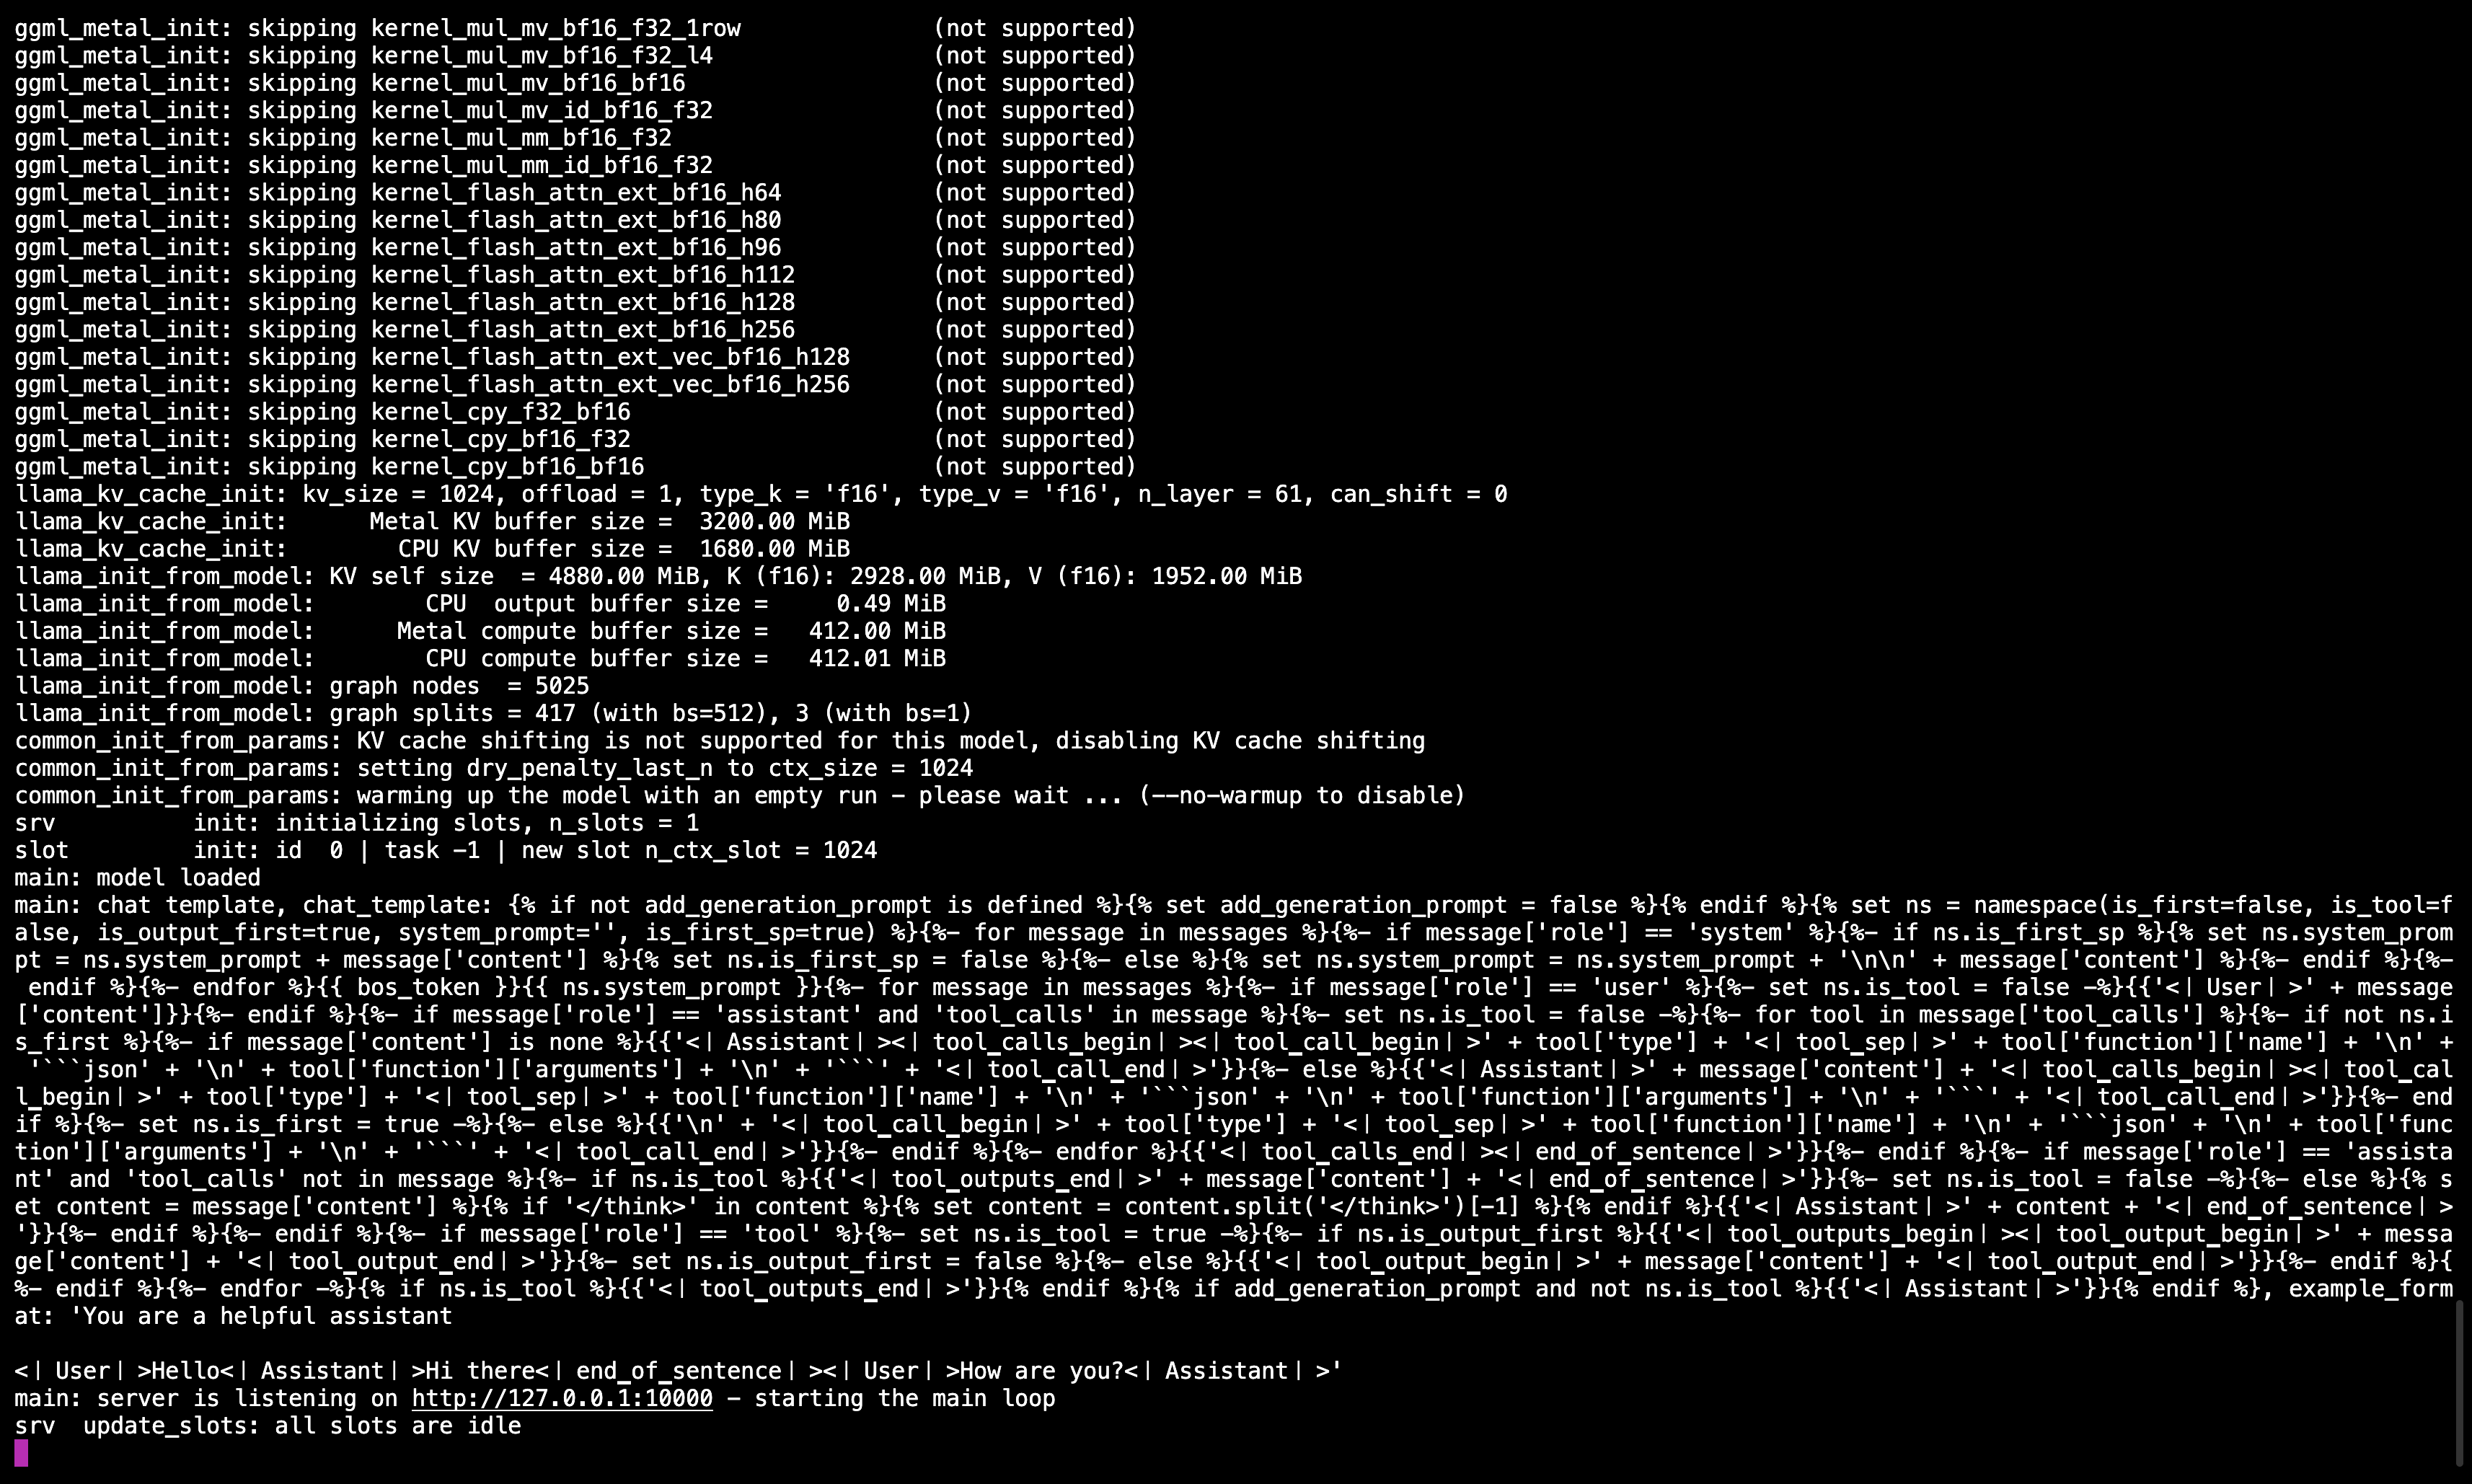 ggml_metal_init: skipping kernel_mul_mv_bf16_f32_1row              (not supported)
ggml_metal_init: skipping kernel_mul_mv_bf16_f32_l4                (not supported)
ggml_metal_init: skipping kernel_mul_mv_bf16_bf16                  (not supported)
ggml_metal_init: skipping kernel_mul_mv_id_bf16_f32                (not supported)
ggml_metal_init: skipping kernel_mul_mm_bf16_f32                   (not supported)
ggml_metal_init: skipping kernel_mul_mm_id_bf16_f32                (not supported)
ggml_metal_init: skipping kernel_flash_attn_ext_bf16_h64           (not supported)
ggml_metal_init: skipping kernel_flash_attn_ext_bf16_h80           (not supported)
ggml_metal_init: skipping kernel_flash_attn_ext_bf16_h96           (not supported)
ggml_metal_init: skipping kernel_flash_attn_ext_bf16_h112          (not supported)
ggml_metal_init: skipping kernel_flash_attn_ext_bf16_h128          (not supported)
ggml_metal_init: skipping kernel_flash_attn_ext_bf16_h256          (not supported)
ggml_metal_init: skipping kernel_flash_attn_ext_vec_bf16_h128      (not supported)
ggml_metal_init: skipping kernel_flash_attn_ext_vec_bf16_h256      (not supported)
ggml_metal_init: skipping kernel_cpy_f32_bf16                      (not supported)
ggml_metal_init: skipping kernel_cpy_bf16_f32                      (not supported)
ggml_metal_init: skipping kernel_cpy_bf16_bf16                     (not supported)
llama_kv_cache_init: kv_size = 1024, offload = 1, type_k = 'f16', type_v = 'f16', n_layer = 61, can_shift = 0
llama_kv_cache_init:      Metal KV buffer size =  3200.00 MiB
llama_kv_cache_init:        CPU KV buffer size =  1680.00 MiB
llama_init_from_model: KV self size  = 4880.00 MiB, K (f16): 2928.00 MiB, V (f16): 1952.00 MiB
llama_init_from_model:        CPU  output buffer size =     0.49 MiB
llama_init_from_model:      Metal compute buffer size =   412.00 MiB
llama_init_from_model:        CPU compute buffer size =   412.01 MiB
llama_init_from_model: graph nodes  = 5025
llama_init_from_model: graph splits = 417 (with bs=512), 3 (with bs=1)
common_init_from_params: KV cache shifting is not supported for this model, disabling KV cache shifting
common_init_from_params: setting dry_penalty_last_n to ctx_size = 1024
common_init_from_params: warming up the model with an empty run - please wait ... (--no-warmup to disable)
srv          init: initializing slots, n_slots = 1
slot         init: id  0 | task -1 | new slot n_ctx_slot = 1024
main: model loaded
main: chat template, chat_template: {% if not add_generation_prompt is defined %}{% set add_generation_prompt = false %}{% endif %}{% set ns = namespace(is_first=false, is_tool=f
alse, is_output_first=true, system_prompt='', is_first_sp=true) %}{%- for message in messages %}{%- if message['role'] == 'system' %}{%- if ns.is_first_sp %}{% set ns.system_prom
pt = ns.system_prompt + message['content'] %}{% set ns.is_first_sp = false %}{%- else %}{% set ns.system_prompt = ns.system_prompt + '\n\n' + message['content'] %}{%- endif %}{%-
 endif %}{%- endfor %}{{ bos_token }}{{ ns.system_prompt }}{%- for message in messages %}{%- if message['role'] == 'user' %}{%- set ns.is_tool = false -%}{{'<｜User｜>' + message
['content']}}{%- endif %}{%- if message['role'] == 'assistant' and 'tool_calls' in message %}{%- set ns.is_tool = false -%}{%- for tool in message['tool_calls'] %}{%- if not ns.i
s_first %}{%- if message['content'] is none %}{{'<｜Assistant｜><｜tool_calls_begin｜><｜tool_call_begin｜>' + tool['type'] + '<｜tool_sep｜>' + tool['function']['name'] + '\n' +
 '```json' + '\n' + tool['function']['arguments'] + '\n' + '```' + '<｜tool_call_end｜>'}}{%- else %}{{'<｜Assistant｜>' + message['content'] + '<｜tool_calls_begin｜><｜tool_cal
l_begin｜>' + tool['type'] + '<｜tool_sep｜>' + tool['function']['name'] + '\n' + '```json' + '\n' + tool['function']['arguments'] + '\n' + '```' + '<｜tool_call_end｜>'}}{%- end
if %}{%- set ns.is_first = true -%}{%- else %}{{'\n' + '<｜tool_call_begin｜>' + tool['type'] + '<｜tool_sep｜>' + tool['function']['name'] + '\n' + '```json' + '\n' + tool['func
tion']['arguments'] + '\n' + '```' + '<｜tool_call_end｜>'}}{%- endif %}{%- endfor %}{{'<｜tool_calls_end｜><｜end_of_sentence｜>'}}{%- endif %}{%- if message['role'] == 'assista
nt' and 'tool_calls' not in message %}{%- if ns.is_tool %}{{'<｜tool_outputs_end｜>' + message['content'] + '<｜end_of_sentence｜>'}}{%- set ns.is_tool = false -%}{%- else %}{% s
et content = message['content'] %}{% if '</think>' in content %}{% set content = content.split('</think>')[-1] %}{% endif %}{{'<｜Assistant｜>' + content + '<｜end_of_sentence｜>
'}}{%- endif %}{%- endif %}{%- if message['role'] == 'tool' %}{%- set ns.is_tool = true -%}{%- if ns.is_output_first %}{{'<｜tool_outputs_begin｜><｜tool_output_begin｜>' + messa
ge['content'] + '<｜tool_output_end｜>'}}{%- set ns.is_output_first = false %}{%- else %}{{'<｜tool_output_begin｜>' + message['content'] + '<｜tool_output_end｜>'}}{%- endif %}{
%- endif %}{%- endfor -%}{% if ns.is_tool %}{{'<｜tool_outputs_end｜>'}}{% endif %}{% if add_generation_prompt and not ns.is_tool %}{{'<｜Assistant｜>'}}{% endif %}, example_form
at: 'You are a helpful assistant

<｜User｜>Hello<｜Assistant｜>Hi there<｜end_of_sentence｜><｜User｜>How are you?<｜Assistant｜>'
main: server is listening on http://127.0.0.1:10000 - starting the main loop
srv  update_slots: all slots are idle